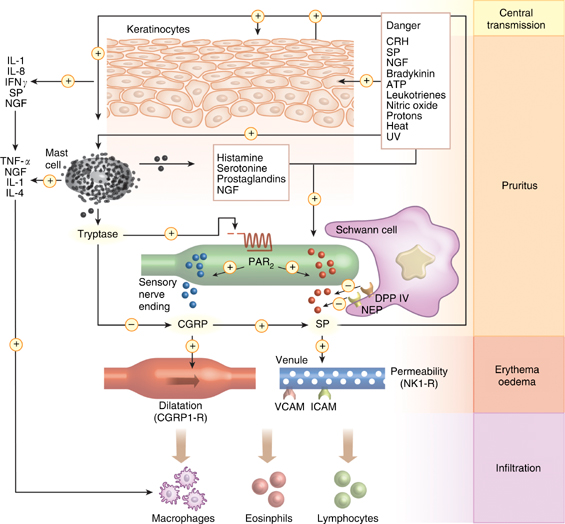 Central
transmission
Keratinocytes
Danger
CRH
SP
NGF
Bradykinin
ATP
Leukotrienes
Nitric oxide
Protons
Heat
UV
IL-1
IL-8
IFNγ
SP
NGF
TNF-α
NGF
IL-1
IL-4
Mast
cell
Histamine
Serotonine
Prostaglandins
NGF
Pruritus
Tryptase
Schwann cell
PAR2
Sensory
nerve
ending
DPP IV
NEP
CGRP
SP
Venule
Permeability
(NK1-R)
Erythema
oedema
VCAM
ICAM
Dilatation
(CGRP1-R)
Infiltration
Macrophages
Eosinphils
Lymphocytes